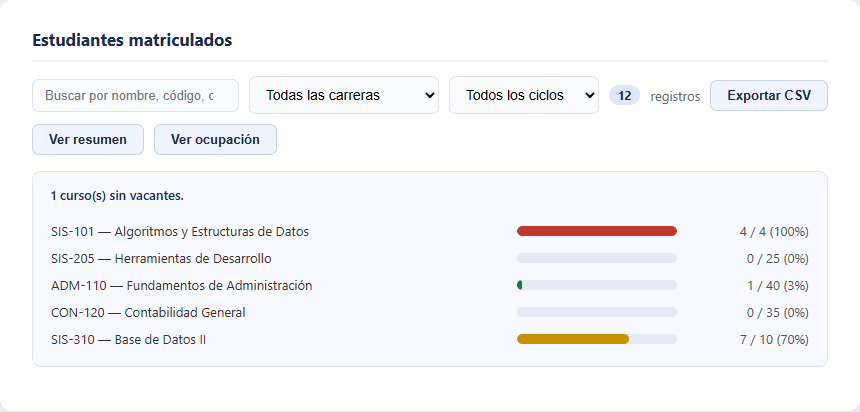 Estudiantes matriculados
Buscar por nombre, código, c
Todas las carreras
Todos los ciclos
12 registros
Exportar CSV
Ver resumen
Ver ocupación
1 curso(s) sin vacantes.
SIS-101 — Algoritmos y Estructuras de Datos 4 / 4 (100%)
SIS-205 — Herramientas de Desarrollo 0 / 25 (0%)
ADM-110 — Fundamentos de Administración 1 / 40 (3%)
CON-120 — Contabilidad General 0 / 35 (0%)
SIS-310 — Base de Datos II 7 / 10 (70%)